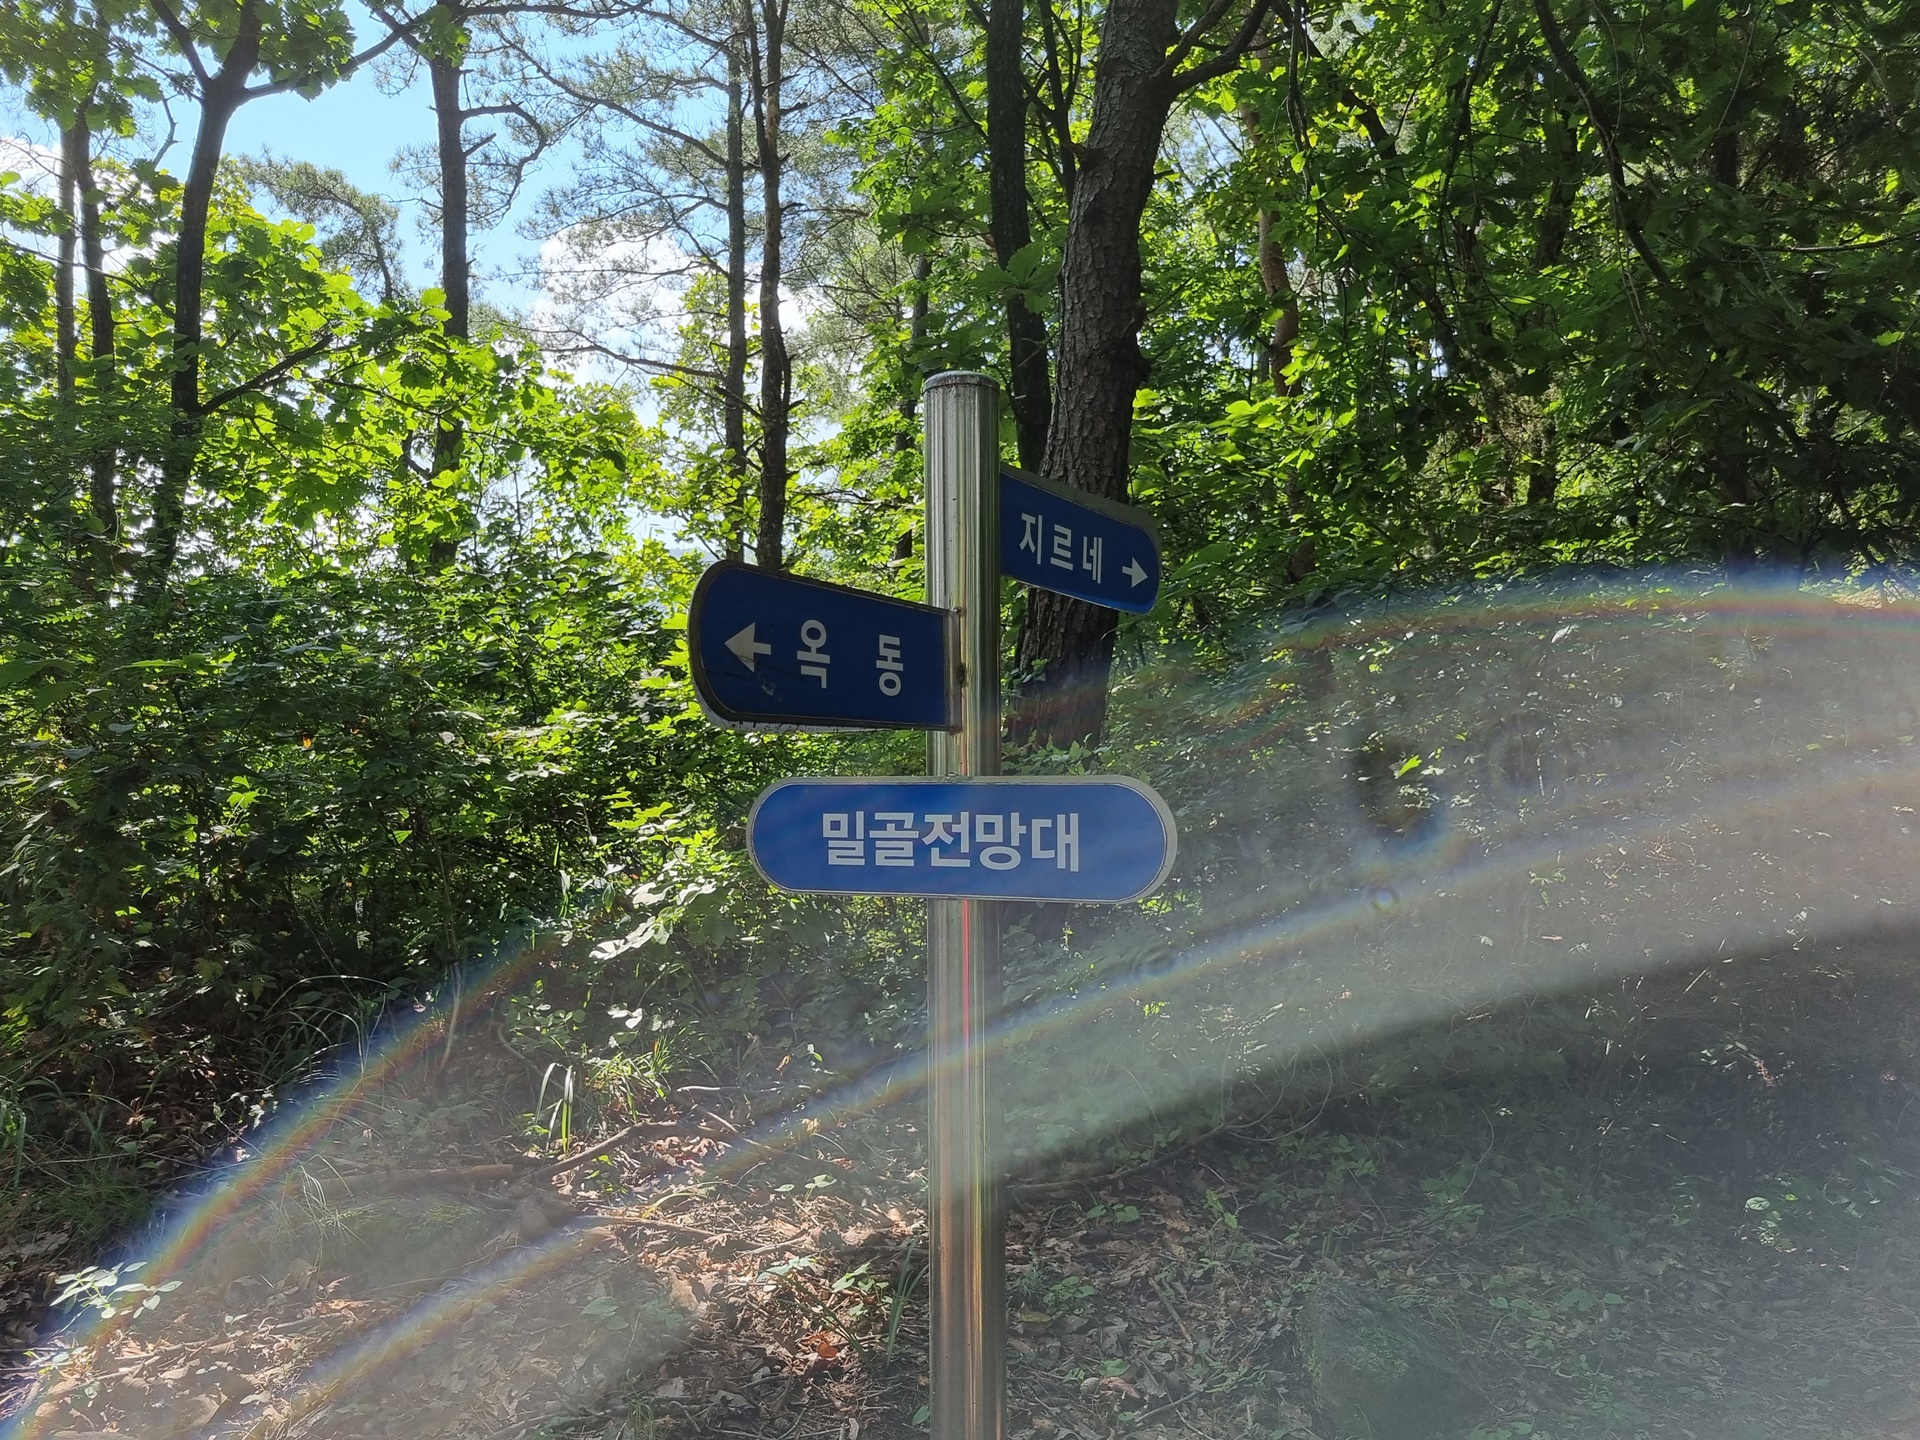 지르네 →
← 옥 동
밀골전망대